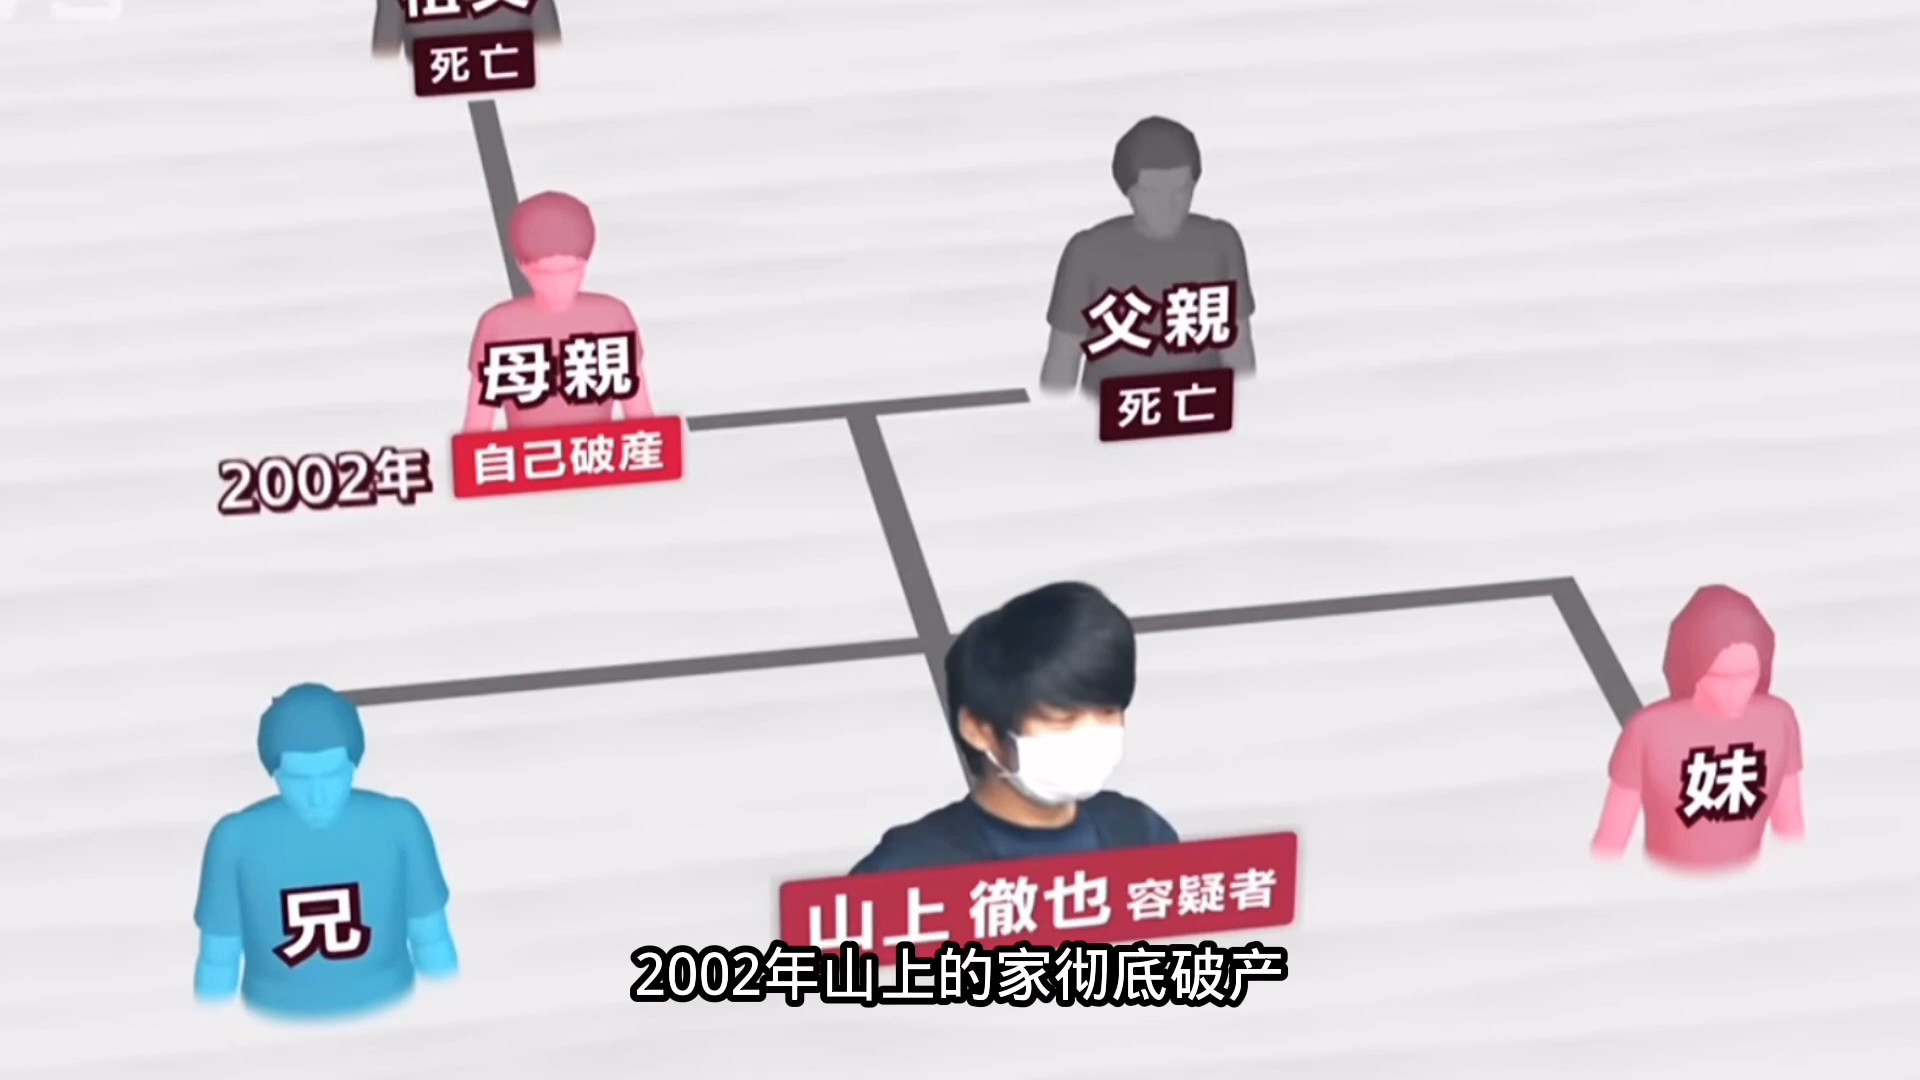 祖父
死亡
父親
死亡
母親
2002年
自己破産
妹
兄
山上 徹也 容疑者
2002年山上的家彻底破产